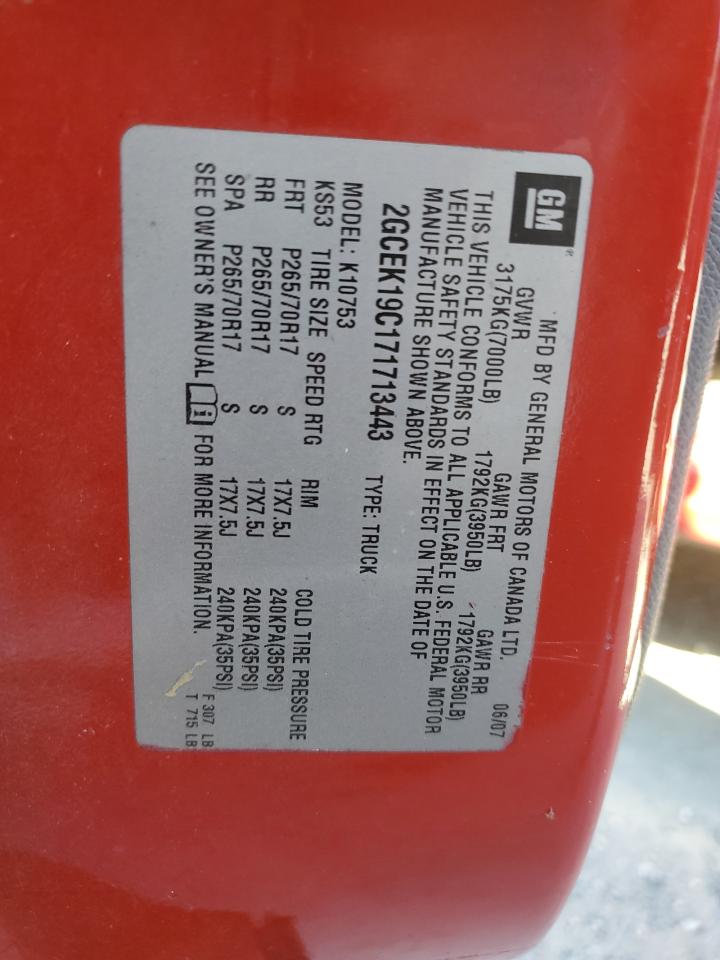 GM®
MFD BY GENERAL MOTORS OF CANADA LTD. 06/07
GVWR GAWR FRT GAWR RR
3175KG(7000LB) 1792KG(3950LB) 1792KG(3950LB)
THIS VEHICLE CONFORMS TO ALL APPLICABLE U.S. FEDERAL MOTOR
VEHICLE SAFETY STANDARDS IN EFFECT ON THE DATE OF
MANUFACTURE SHOWN ABOVE.
2GCEK19C171713443 TYPE: TRUCK
MODEL: K10753
KS53 TIRE SIZE SPEED RTG RIM COLD TIRE PRESSURE
FRT P265/70R17 S 17X7.5J 240KPA(35PSI)
RR P265/70R17 S 17X7.5J 240KPA(35PSI)
SPA P265/70R17 S 17X7.5J 240KPA(35PSI)
SEE OWNER'S MANUAL FOR MORE INFORMATION.
F 307 LB
T 715 LB